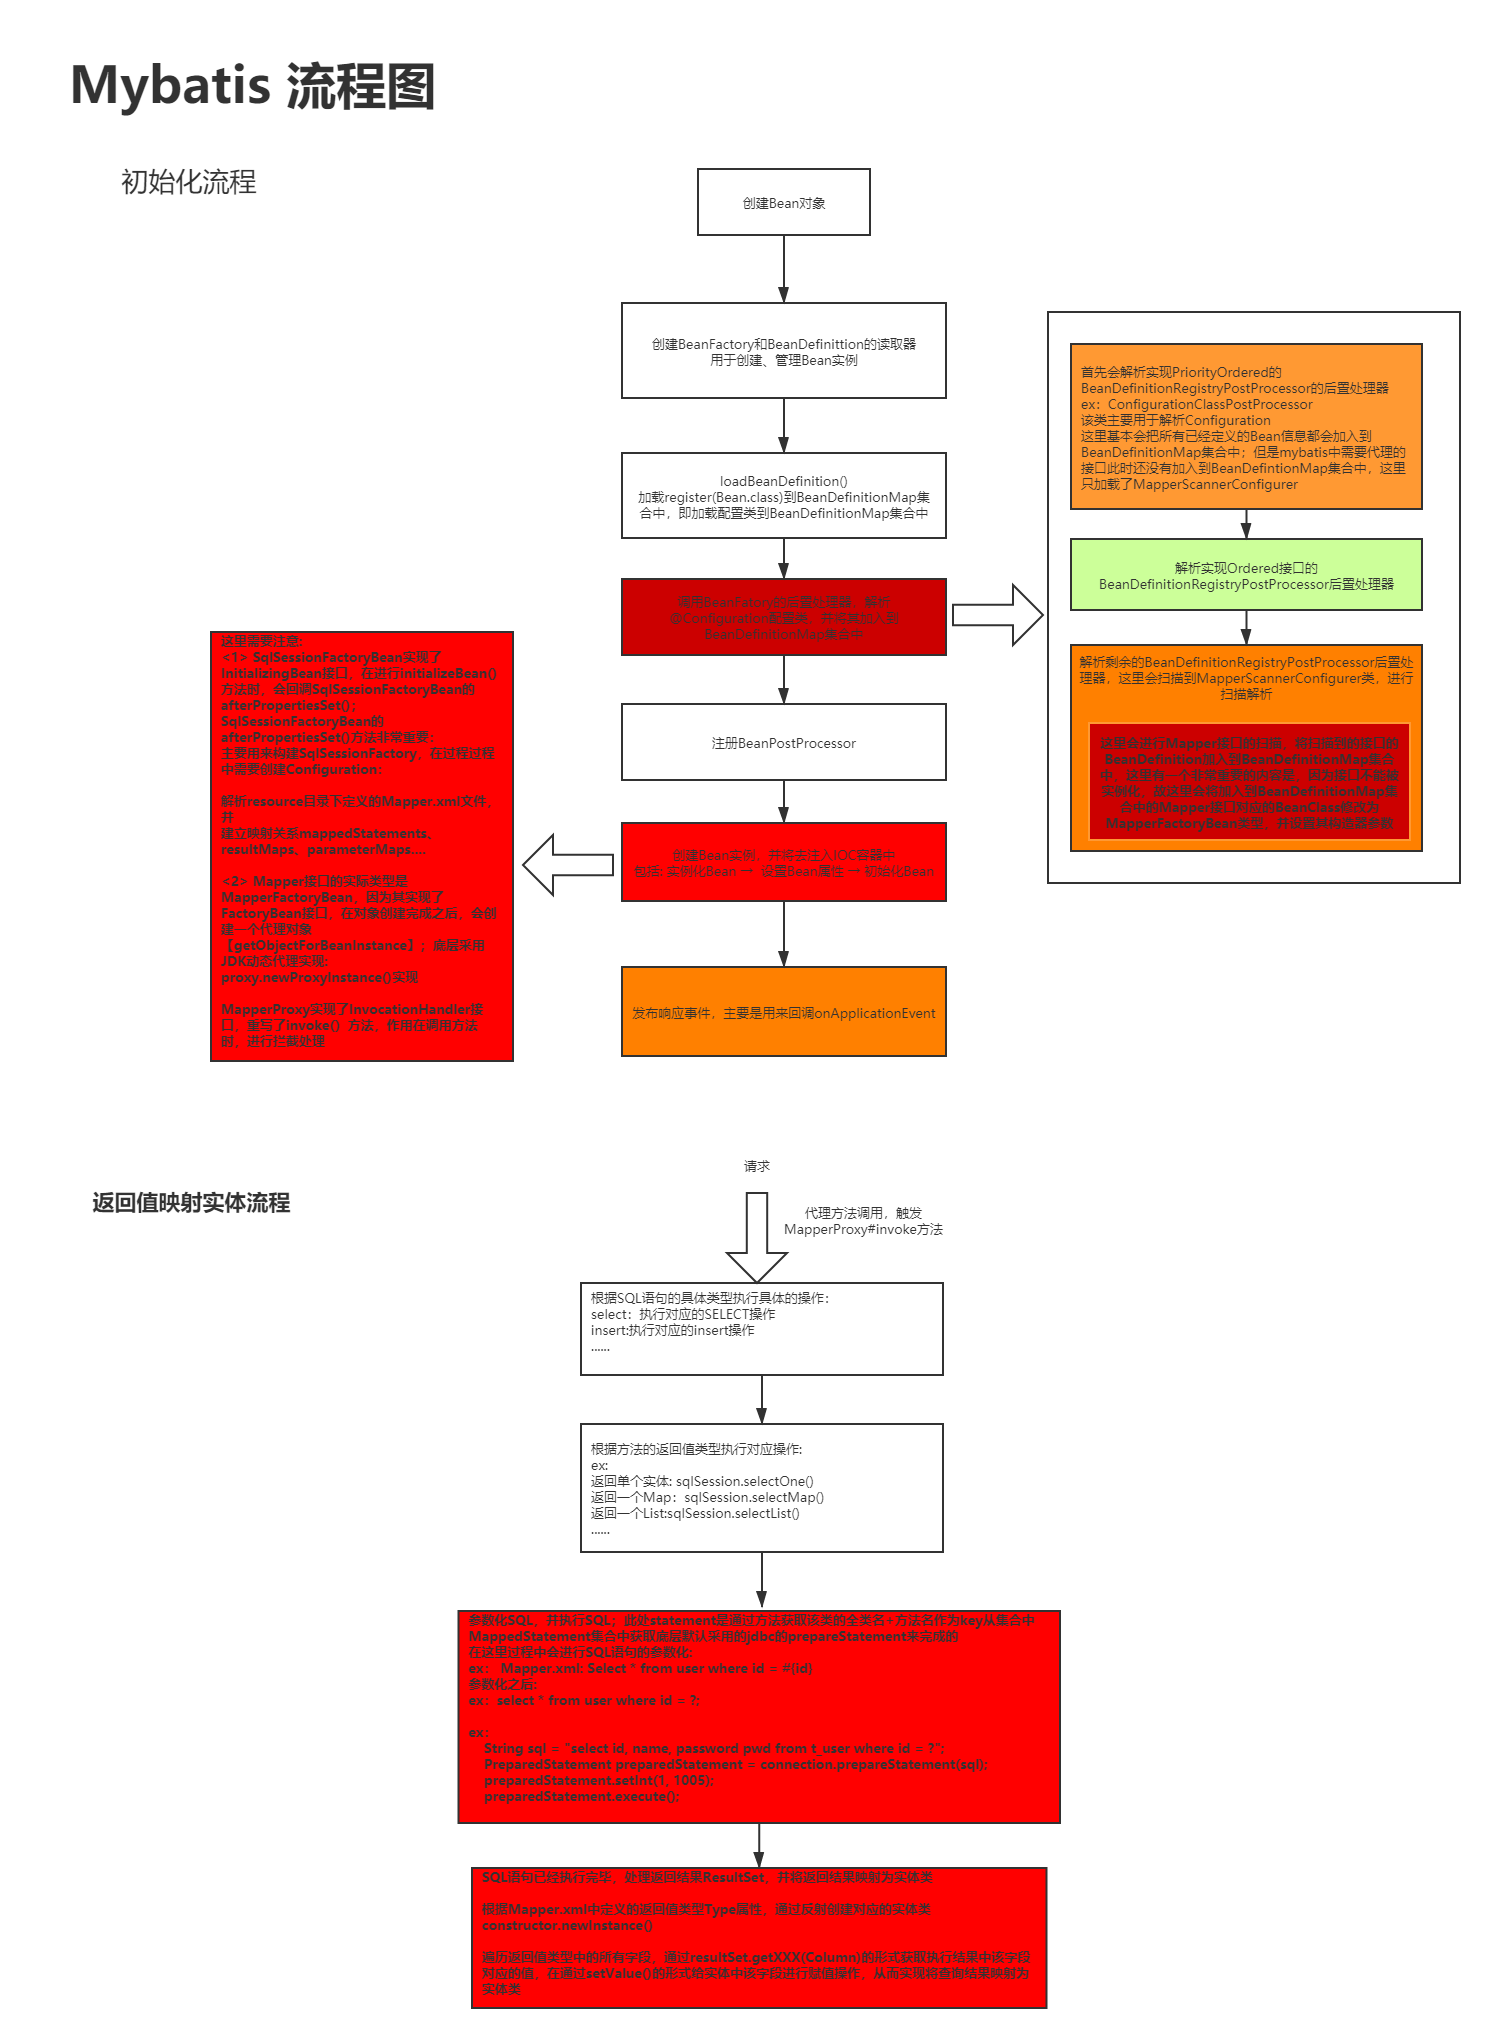 Mybatis 流程图
初始化流程
创建Bean对象
创建BeanFactory和BeanDefinittion的读取器
用于创建、管理Bean实例
loadBeanDefinition()
加载register(Bean.class)到BeanDefinitionMap集
合中，即加载配置类到BeanDefinitionMap集合中
调用BeanFatory的后置处理器，解析
@Configuration配置类，并将其加入到
BeanDefinitionMap集合中
注册BeanPostProcessor
创建Bean实例，并将去注入IOC容器中
包括: 实例化Bean → 设置Bean属性 → 初始化Bean
发布响应事件，主要是用来回调onApplicationEvent
首先会解析实现PriorityOrdered的
BeanDefinitionRegistryPostProcessor的后置处理器
ex：ConfigurationClassPostProcessor
该类主要用于解析Configuration
这里基本会把所有已经定义的Bean信息都会加入到
BeanDefinitionMap集合中；但是mybatis中需要代理的
接口此时还没有加入到BeanDefintionMap集合中，这里
只加载了MapperScannerConfigurer
解析实现Ordered接口的
BeanDefinitionRegistryPostProcessor后置处理器
解析剩余的BeanDefinitionRegistryPostProcessor后置处
理器，这里会扫描到MapperScannerConfigurer类，进行
扫描解析
这里会进行Mapper接口的扫描，将扫描到的接口的
BeanDefinition加入到BeanDefinitionMap集合
中；这里有一个非常重要的内容是：因为接口不能被
实例化，故这里会将加入到BeanDefinitionMap集
合中的Mapper接口对应的BeanClass修改为
MapperFactoryBean类型，并设置其构造器参数
这里需要注意:
<1> SqlSessionFactoryBean实现了
InitializingBean接口，在进行initializeBean()
方法时，会回调SqlSessionFactoryBean的
afterPropertiesSet()；
SqlSessionFactoryBean的
afterPropertiesSet()方法非常重要：
主要用来构建SqlSessionFactory，在过程过程
中需要创建Configuration：
解析resource目录下定义的Mapper.xml文件，
并
建立映射关系mappedStatements、
resultMaps、parameterMaps....
<2> Mapper接口的实际类型是
MapperFactoryBean，因为其实现了
FactoryBean接口，在对象创建完成之后，会创
建一个代理对象
【getObjectForBeanInstance】；底层采用
JDK动态代理实现:
proxy.newProxyInstance()实现
MapperProxy实现了InvocationHandler接
口，重写了invoke() 方法，作用在调用方法
时，进行拦截处理
请求
返回值映射实体流程
代理方法调用，触发
MapperProxy#invoke方法
根据SQL语句的具体类型执行具体的操作：
select：执行对应的SELECT操作
insert:执行对应的insert操作
......
根据方法的返回值类型执行对应操作:
ex:
返回单个实体: sqlSession.selectOne()
返回一个Map：sqlSession.selectMap()
返回一个List:sqlSession.selectList()
......
参数化SQL，并执行SQL；此处statement是通过方法获取该类的全类名+方法名作为key从集合中
MappedStatement集合中获取底层默认采用的jdbc的prepareStatement来完成的
在这里过程中会进行SQL语句的参数化:
ex： Mapper.xml: Select * from user where id = #{id}
参数化之后:
ex：select * from user where id = ?;
ex：
String sql = "select id, name, password pwd from t_user where id = ?";
PreparedStatement preparedStatement = connection.prepareStatement(sql);
preparedStatement.setInt(1, 1005);
preparedStatement.execute();
SQL语句已经执行完毕，处理返回结果ResultSet，并将返回结果映射为实体类
根据Mapper.xml中定义的返回值类型Type属性，通过反射创建对应的实体类
constructor.newInstance()
遍历返回值类型中的所有字段，通过resultSet.getXXX(Column)的形式获取执行结果中该字段
对应的值，在通过setValue()的形式给实体中该字段进行赋值操作，从而实现将查询结果映射为
实体类